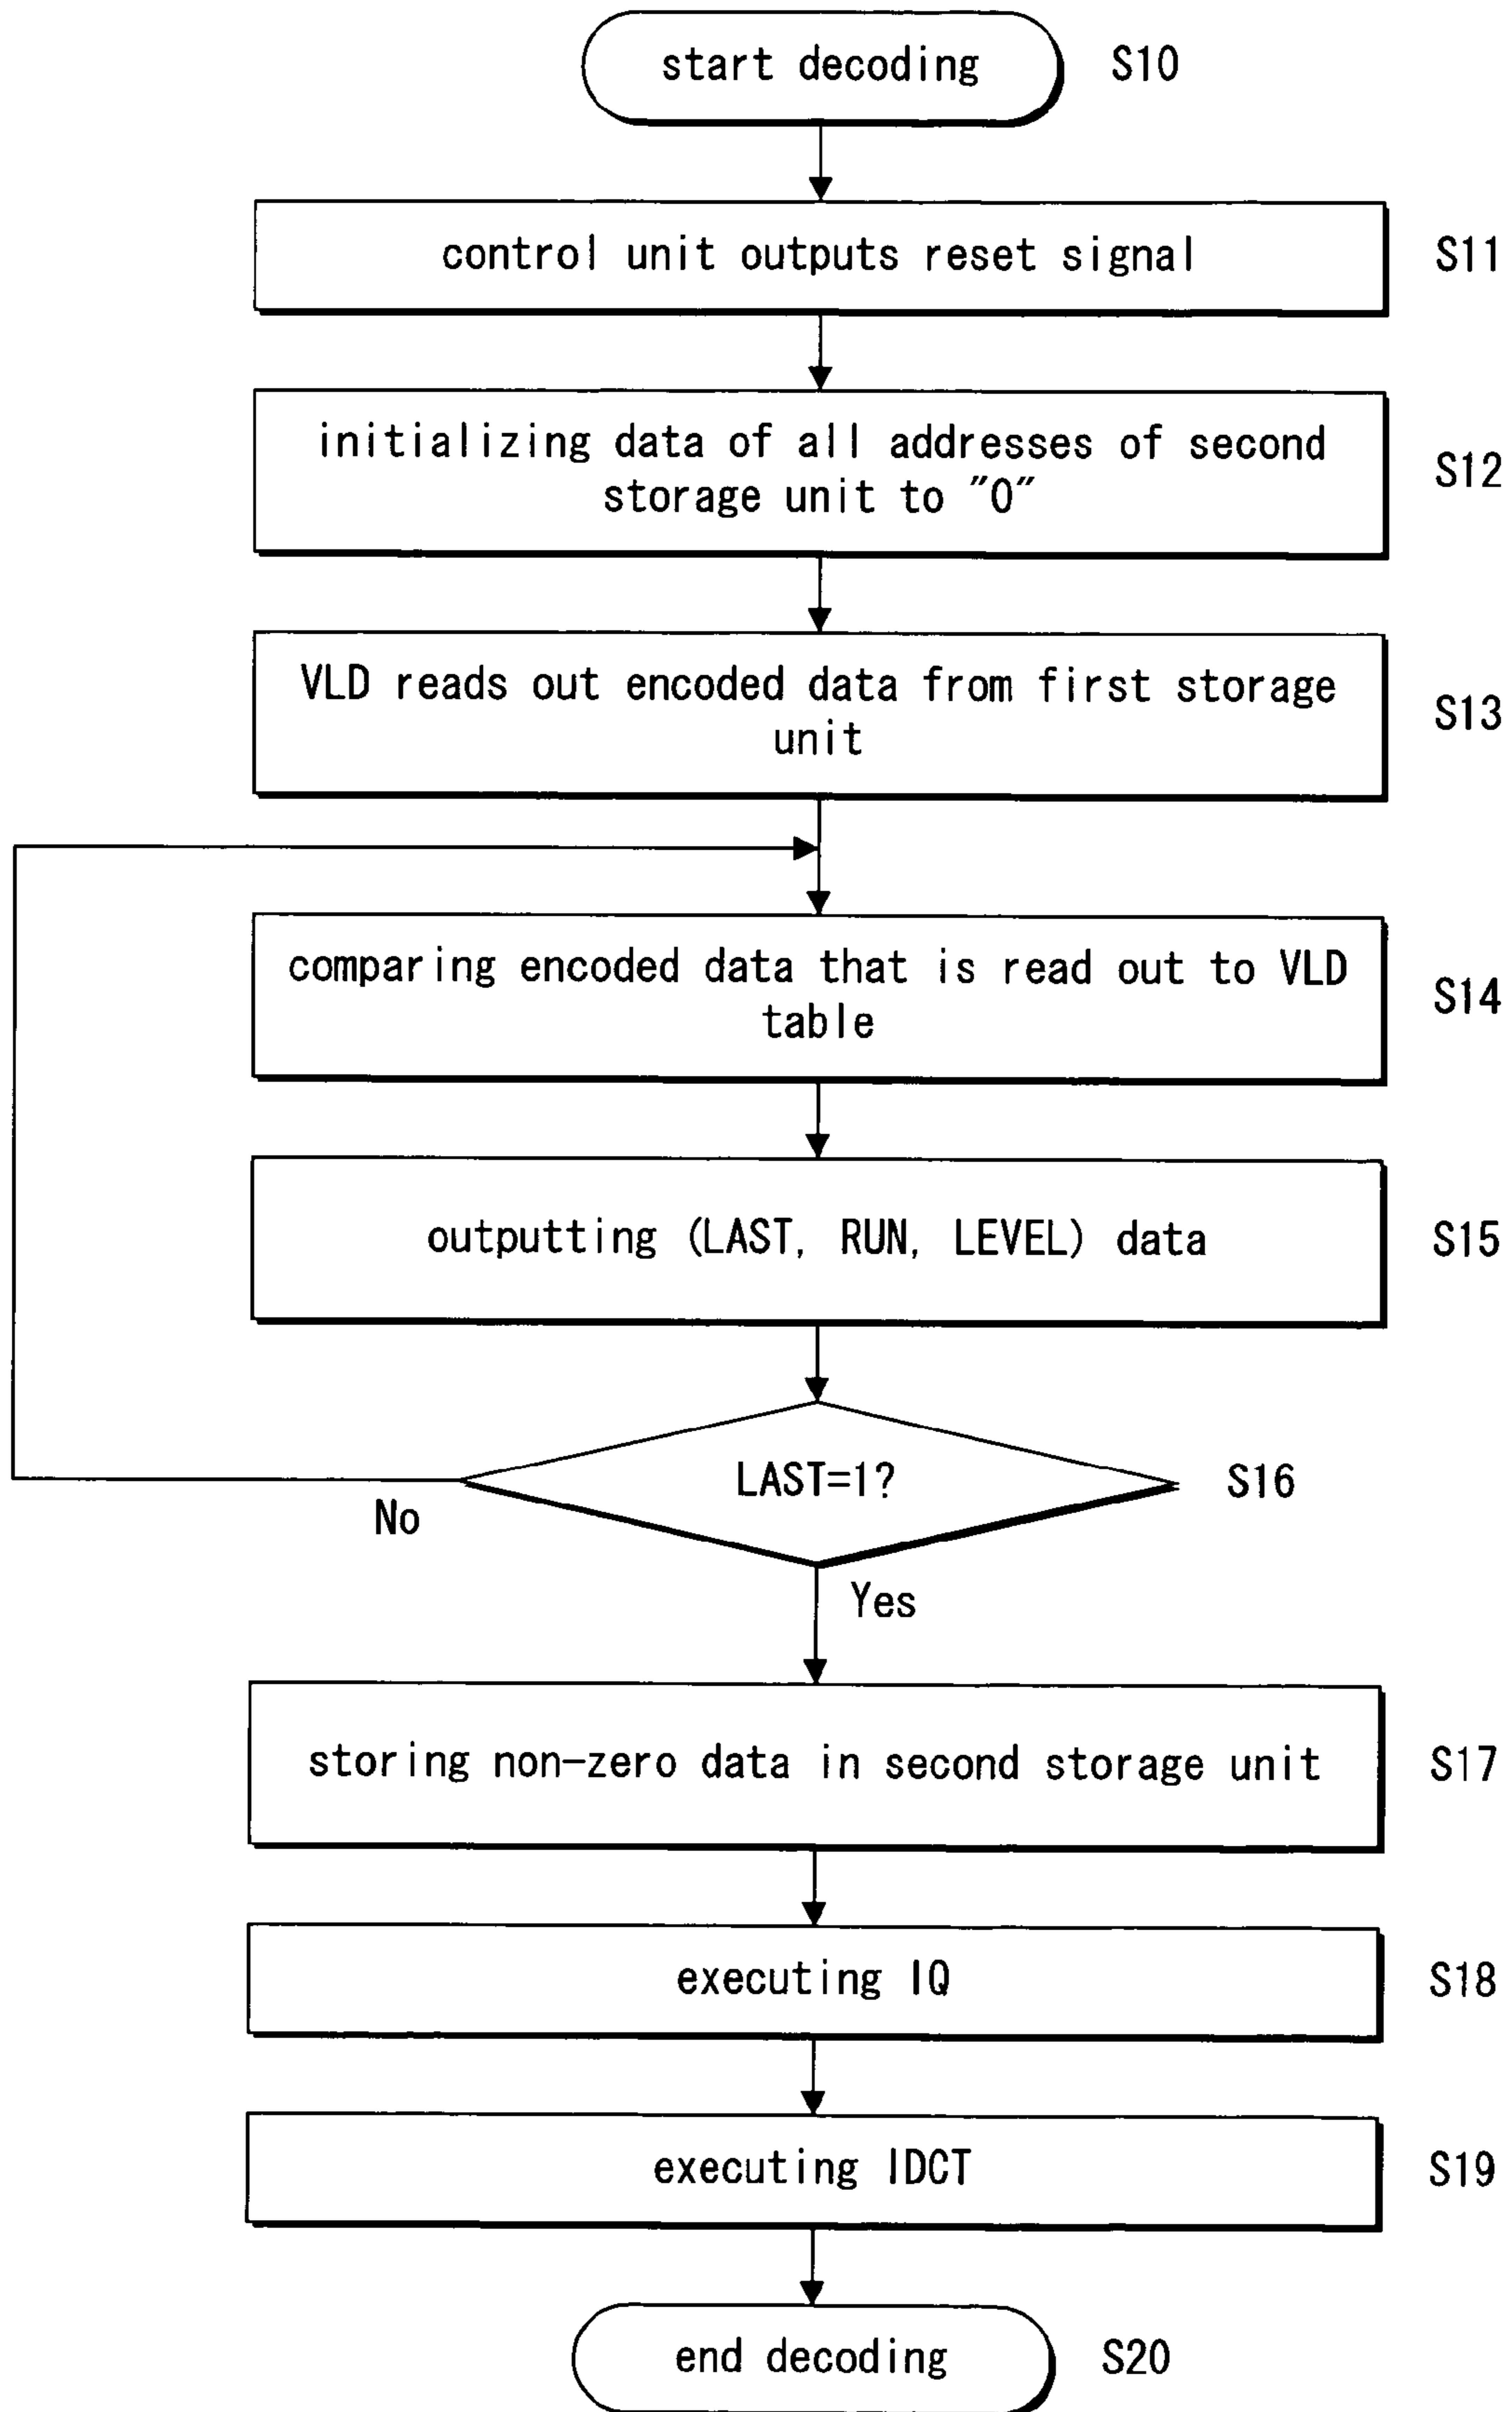 start decoding S10
control unit outputs reset signal S11
initializing data of all addresses of second
storage unit to "0"
S12
VLD reads out encoded data from first storage
unit
S13
comparing encoded data that is read out to VLD
table
S14
outputting (LAST, RUN, LEVEL) data S15
LAST=1? S16
No
Yes
storing non-zero data in second storage unit S17
executing IQ S18
executing IDCT S19
end decoding S20